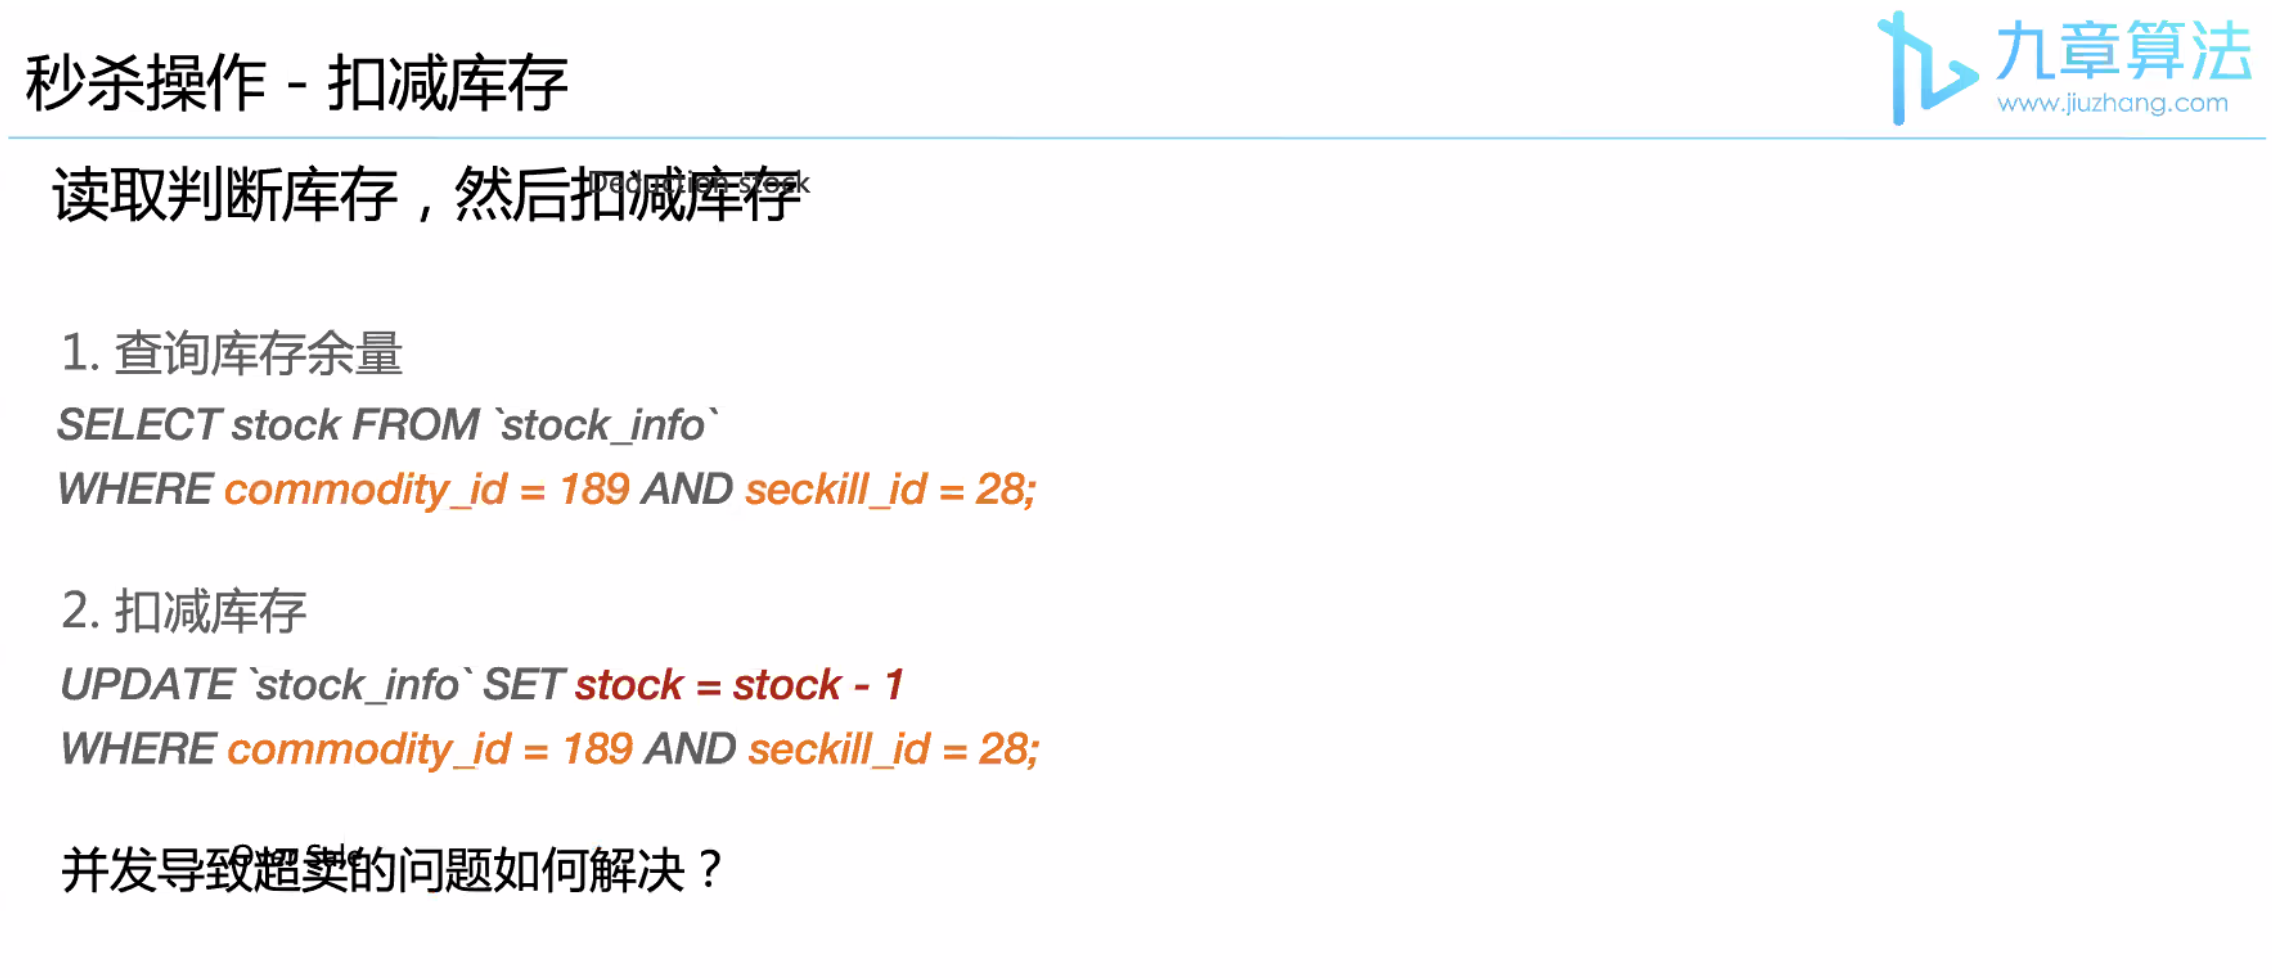 秒杀操作 - 扣减库存
九章算法
www.jiuzhang.com
读取判断库存，然后扣减库存
Deduction stock
1. 查询库存余量
SELECT stock FROM `stock_info`
WHERE commodity_id = 189 AND seckill_id = 28;
2. 扣减库存
UPDATE `stock_info` SET stock = stock - 1
WHERE commodity_id = 189 AND seckill_id = 28;
Over Sale
并发导致超卖的问题如何解决？